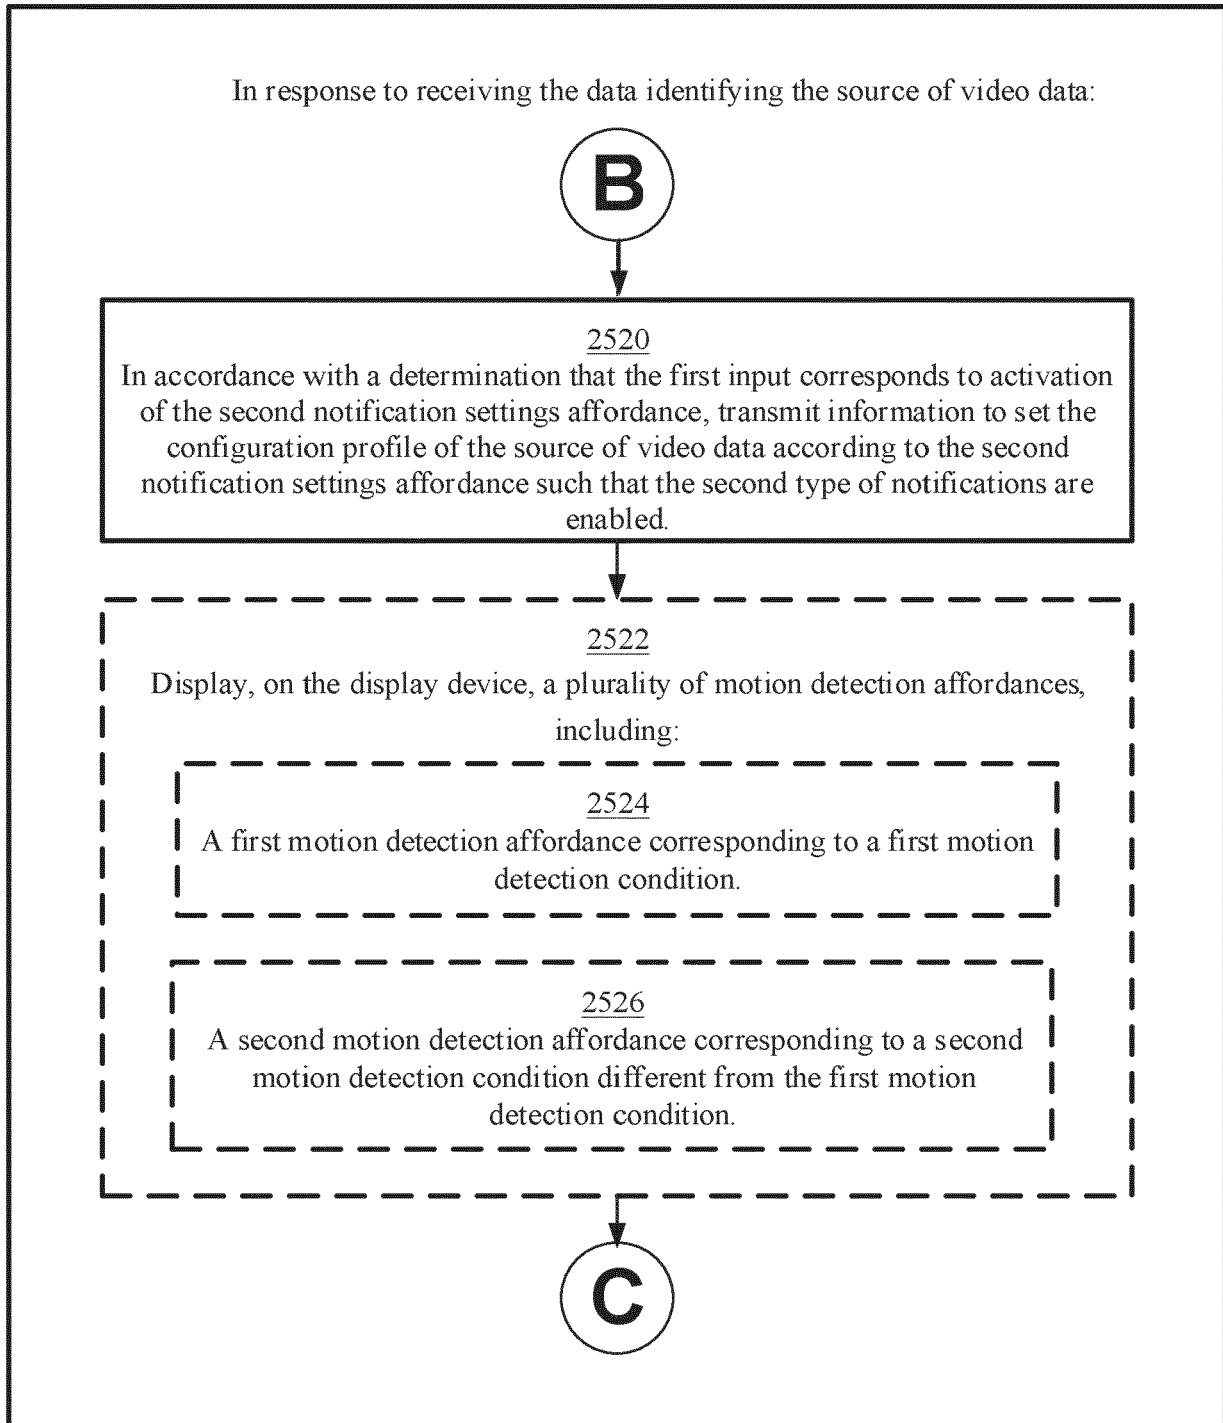 In response to receiving the data identifying the source of video data:
B
2520
In accordance with a determination that the first input corresponds to activation
of the second notification settings affordance, transmit information to set the
configuration profile of the source of video data according to the second
notification settings affordance such that the second type of notifications are
enabled.
2522
Display, on the display device, a plurality of motion detection affordances,
including:
2524
A first motion detection affordance corresponding to a first motion
detection condition.
2526
A second motion detection affordance corresponding to a second
motion detection condition different from the first motion
detection condition.
C